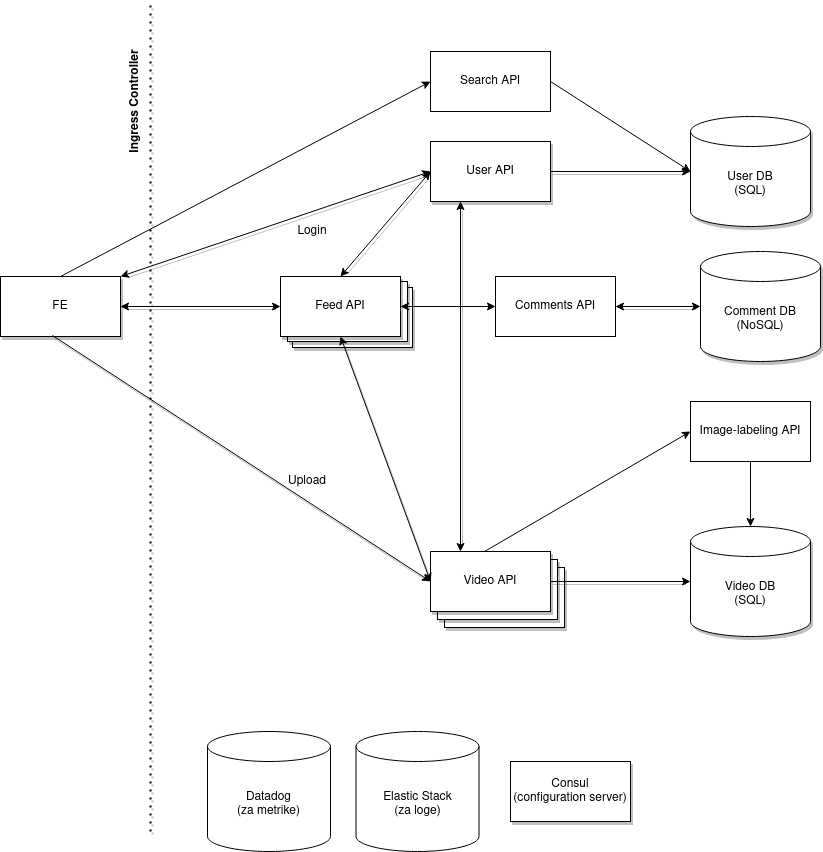 Ingress Controller
Search API
User API
User DB
(SQL)
Login
FE
Feed API
Comments API
Comment DB
(NoSQL)
Image-labeling API
Upload
Video API
Video DB
(SQL)
Datadog
(za metrike)
Elastic Stack
(za loge)
Consul
(configuration server)